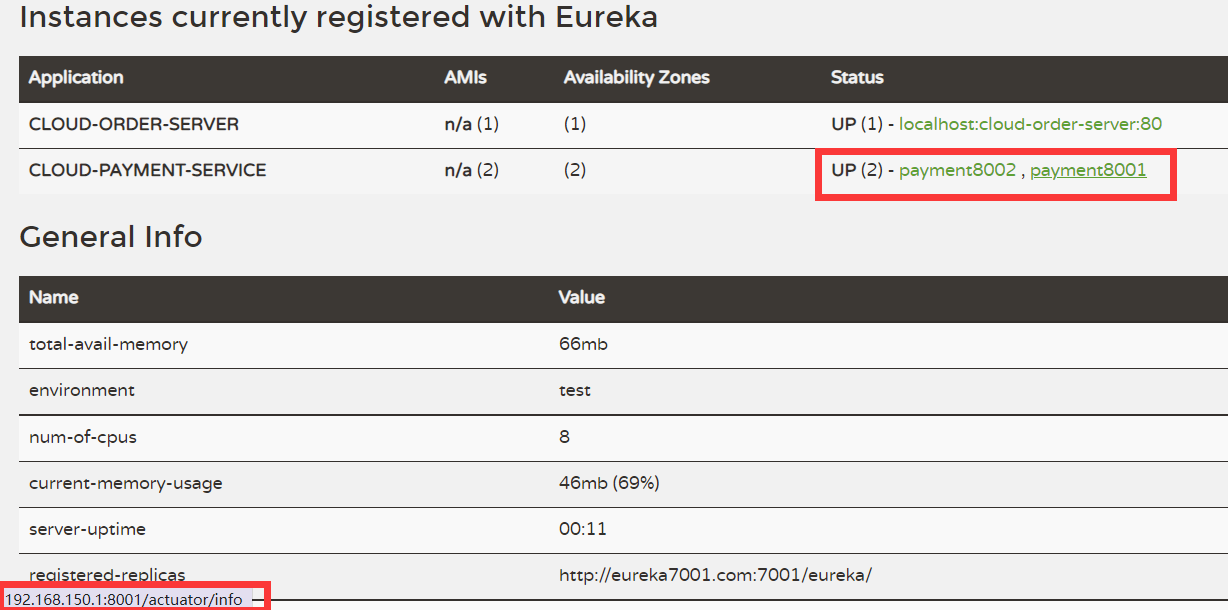 Instances currently registered with Eureka
Application AMIs Availability Zones Status
CLOUD-ORDER-SERVER n/a (1) (1) UP (1) - localhost:cloud-order-server:80
CLOUD-PAYMENT-SERVICE n/a (2) (2) UP (2) - payment8002 , payment8001
General Info
Name Value
total-avail-memory 66mb
environment test
num-of-cpus 8
current-memory-usage 46mb (69%)
server-uptime 00:11
registered-replicas http://eureka7001.com:7001/eureka/
192.168.150.1:8001/actuator/info